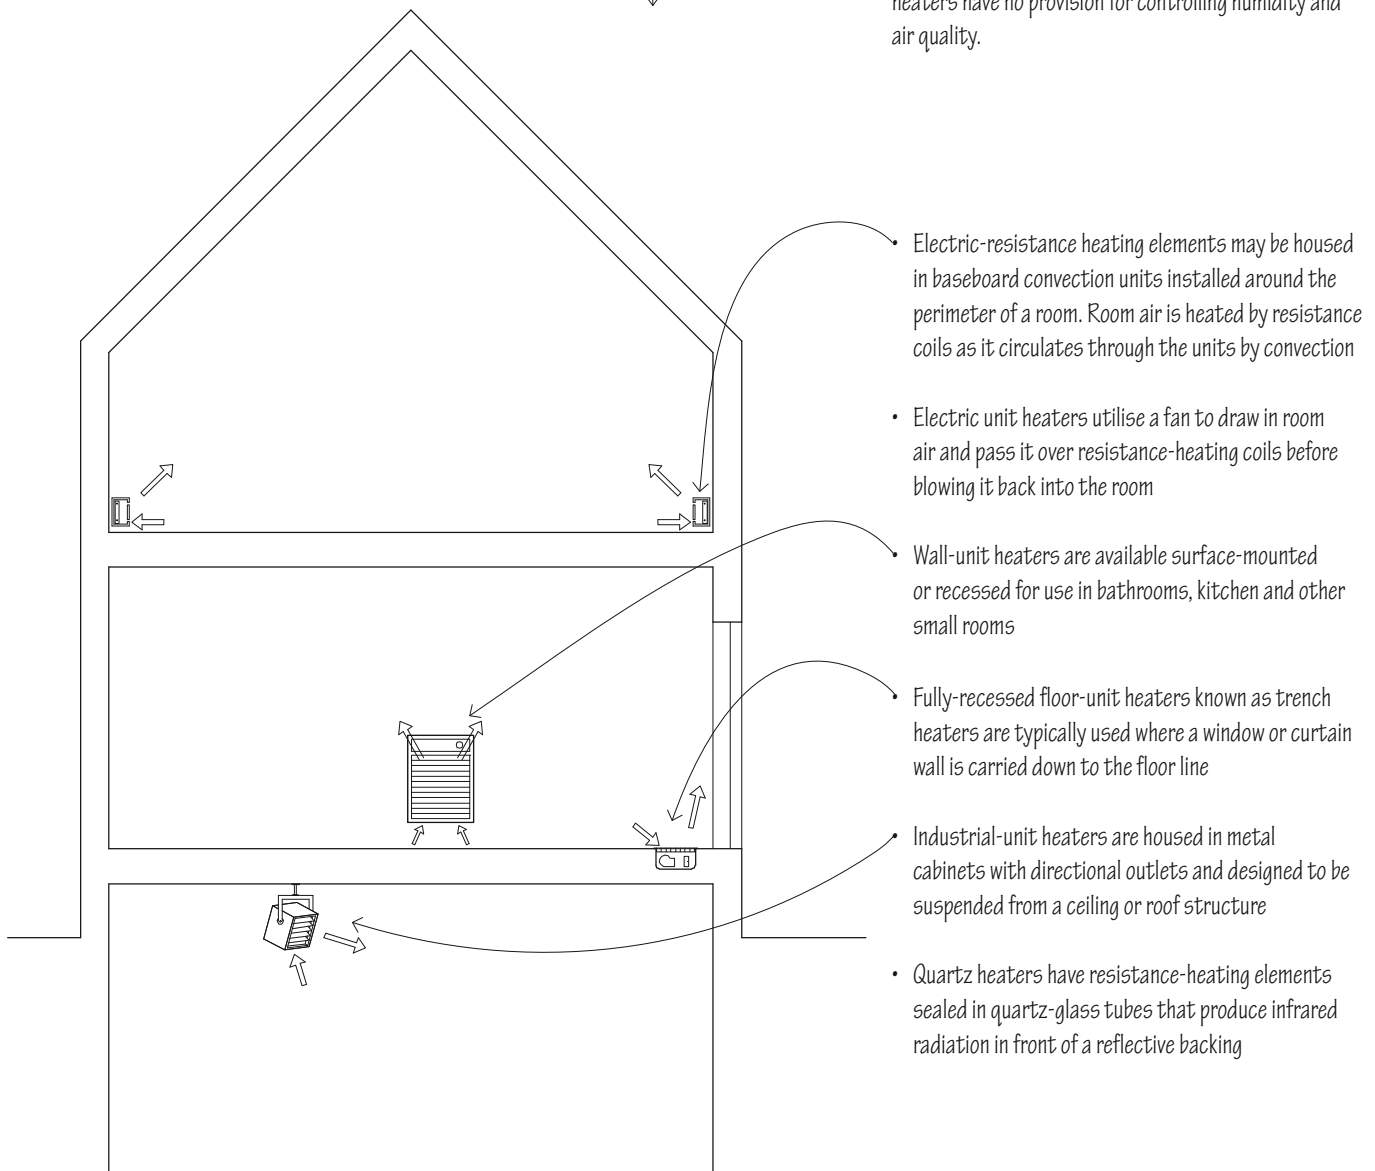 heaters have no provision for controlling humidity and
air quality.
• Electric-resistance heating elements may be housed
in baseboard convection units installed around the
perimeter of a room. Room air is heated by resistance
coils as it circulates through the units by convection
• Electric unit heaters utilise a fan to draw in room
air and pass it over resistance-heating coils before
blowing it back into the room
• Wall-unit heaters are available surface-mounted
or recessed for use in bathrooms, kitchen and other
small rooms
• Fully-recessed floor-unit heaters known as trench
heaters are typically used where a window or curtain
wall is carried down to the floor line
• Industrial-unit heaters are housed in metal
cabinets with directional outlets and designed to be
suspended from a ceiling or roof structure
• Quartz heaters have resistance-heating elements
sealed in quartz-glass tubes that produce infrared
radiation in front of a reflective backing